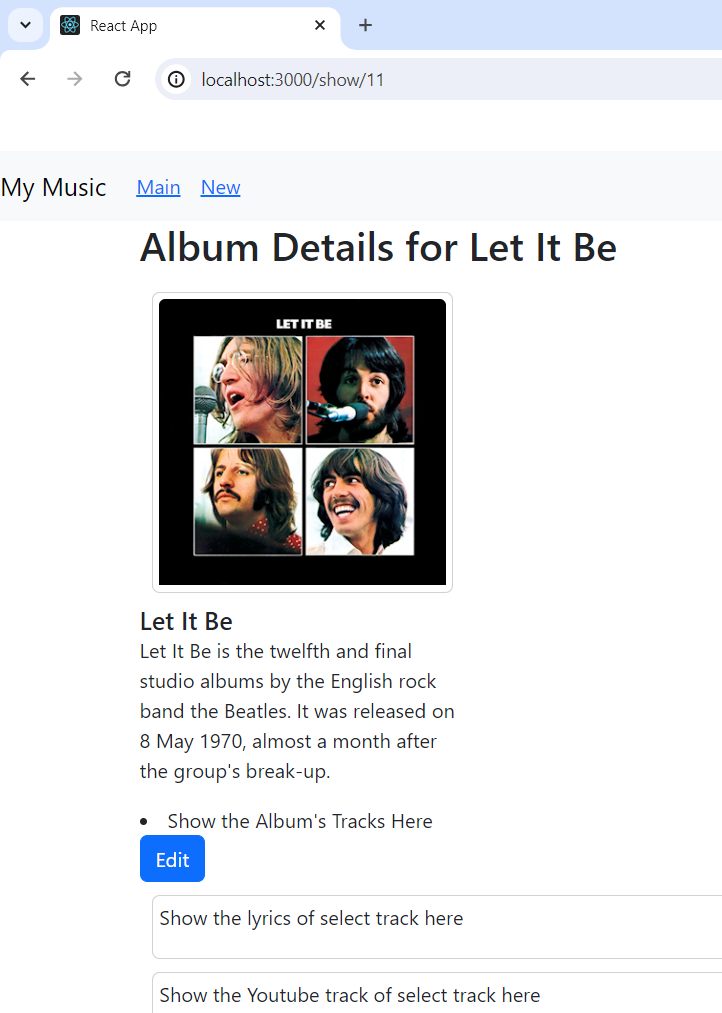 React App
localhost:3000/show/11
My Music Main New
Album Details for Let It Be
LET IT BE
Let It Be
Let It Be is the twelfth and final
studio albums by the English rock
band the Beatles. It was released on
8 May 1970, almost a month after
the group's break-up.
Show the Album's Tracks Here
Edit
Show the lyrics of select track here
Show the Youtube track of select track here